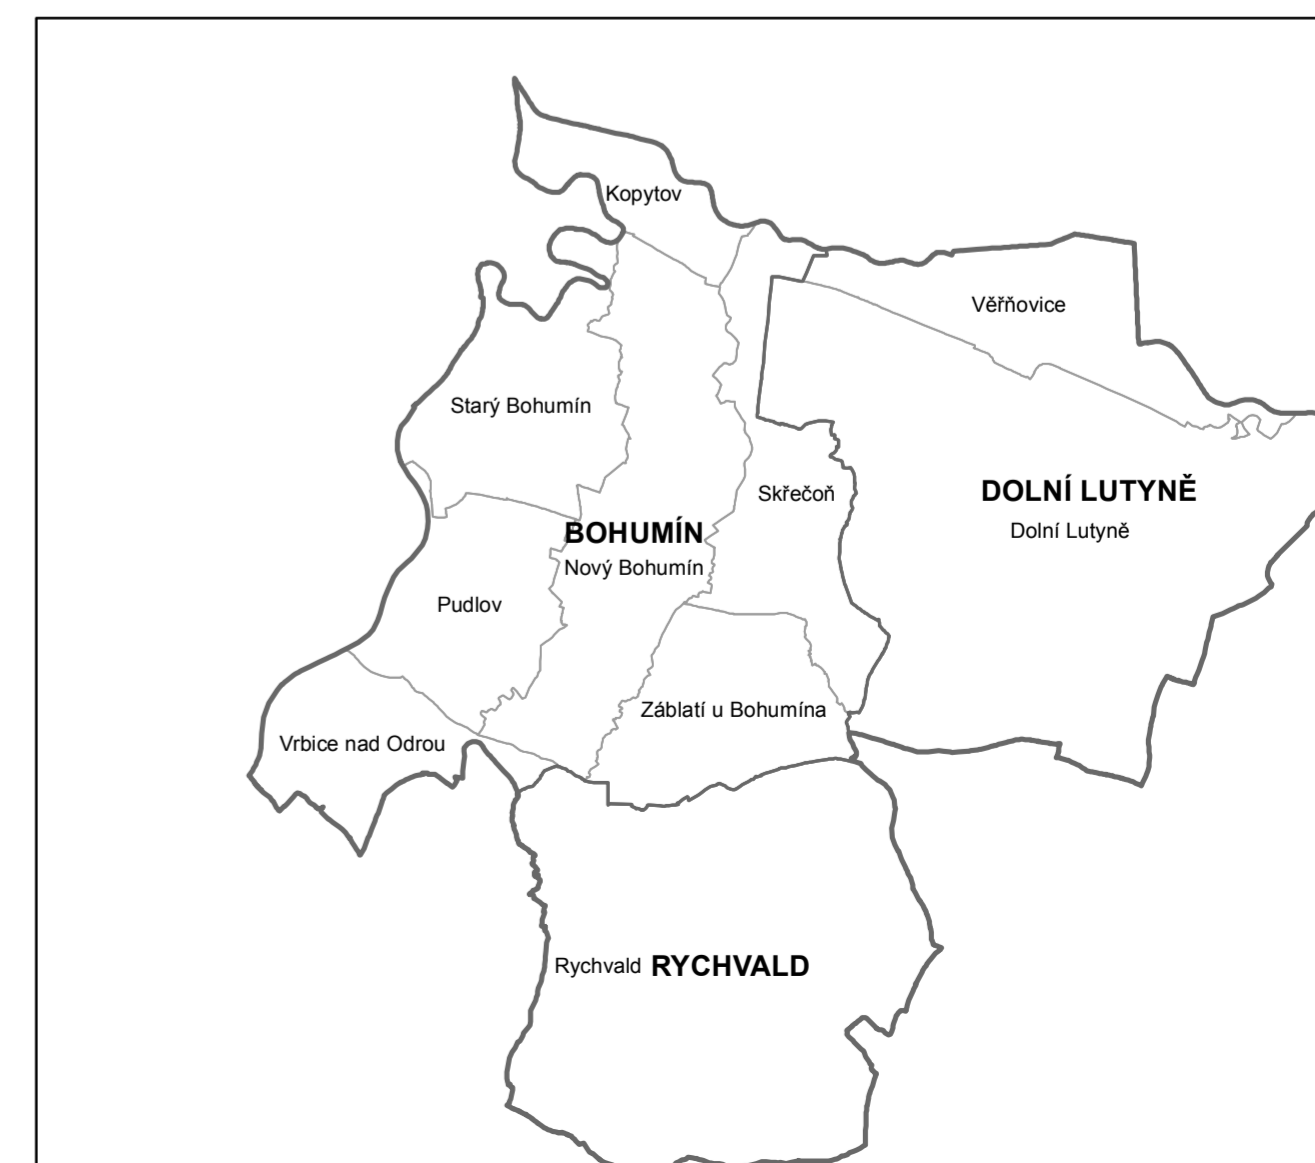 Kopytov
Věřňovice
Starý Bohumín
Skřečoň
DOLNÍ LUTYNĚ
Dolní Lutyně
BOHUMÍN
Nový Bohumín
Pudlov
Záblatí u Bohumína
Vrbice nad Odrou
Rychvald RYCHVALD